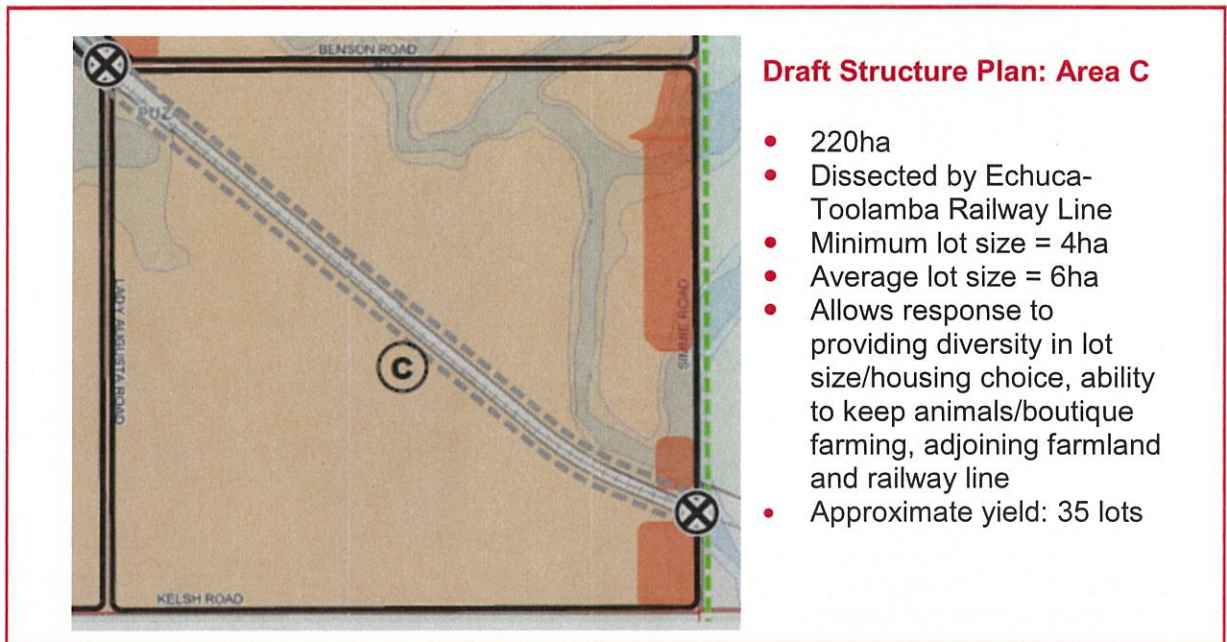 BENSON ROAD
PUZ
LADY AUGUSTA ROAD
C
SIMMIE ROAD
KELSH ROAD
Draft Structure Plan: Area C
• 220ha
• Dissected by Echuca-
Toolamba Railway Line
• Minimum lot size = 4ha
• Average lot size = 6ha
• Allows response to
providing diversity in lot
size/housing choice, ability
to keep animals/boutique
farming, adjoining farmland
and railway line
• Approximate yield: 35 lots